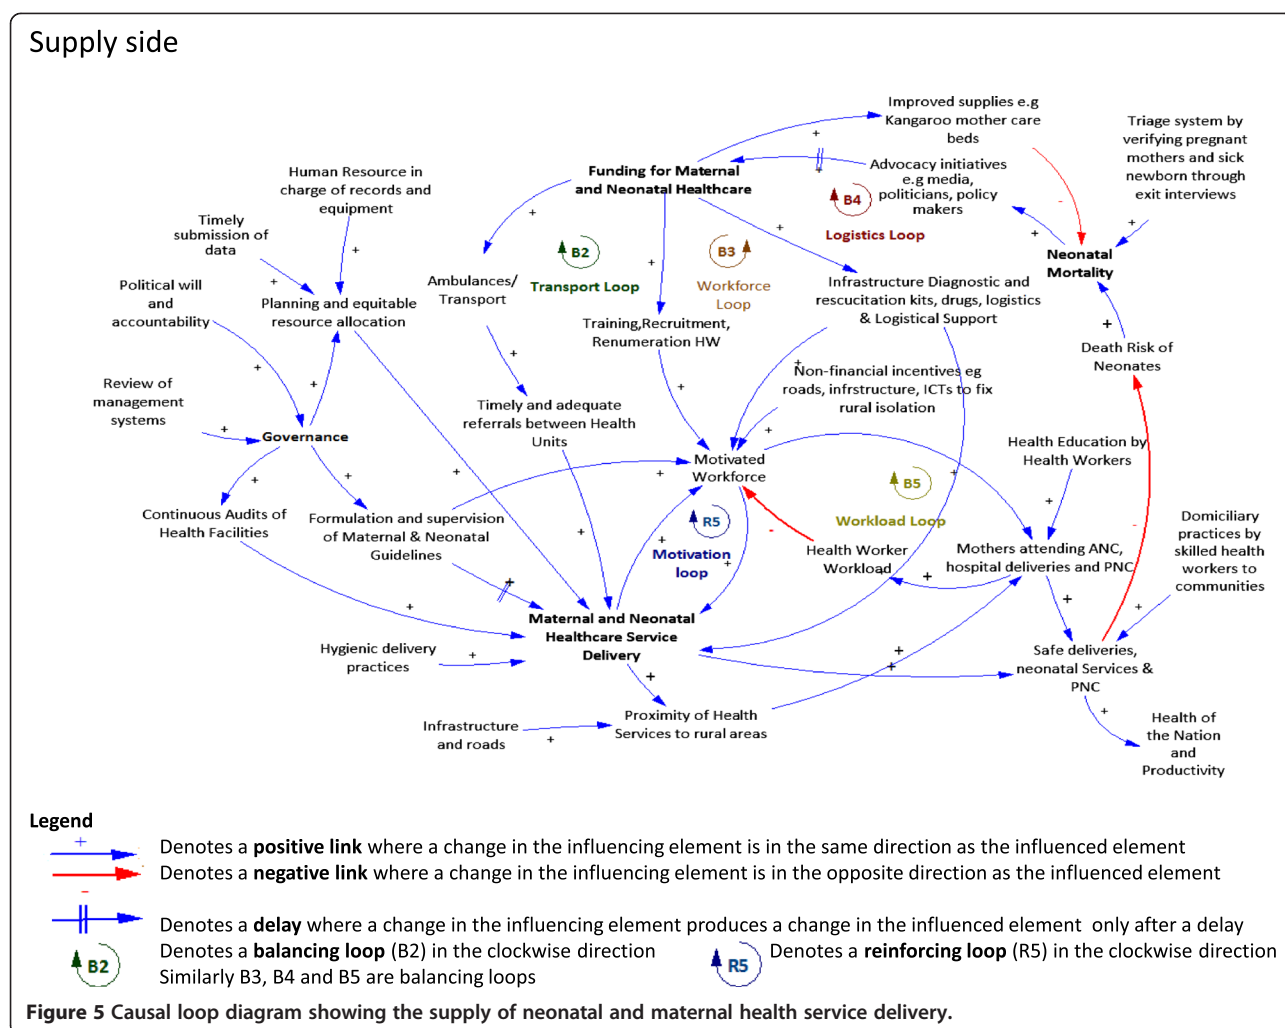 Supply side
Improved supplies e.g
Kangaroo mother care
beds
Triage system by
verifying pregnant
mothers and sick
newborn through
exit interviews
Human Resource in
charge of records and
equipment
Funding for Maternal
and Neonatal Healthcare
Advocacy initiatives
e.g media,
politicians, policy
makers
B4
Logistics Loop
Timely
submission of
data
Neonatal
Mortality
B2
Transport Loop
B3
Workforce
Loop
Political will
and
accountability
Planning and equitable
resource allocation
Ambulances/
Transport
Infrastructure Diagnostic and
rescucitation kits, drugs, logistics
& Logistical Support
Training,Recruitment,
Renumeration HW
Death Risk of
Neonates
Review of
management
systems
Non-financial incentives eg
roads, infrstructure, ICTs to fix
rural isolation
Timely and adequate
referrals between Health
Units
Governance
Health Education by
Health Workers
Motivated
Workforce
B5
Workload Loop
Continuous Audits of
Health Facilities
Formulation and supervision
of Maternal & Neonatal
Guidelines
R5
Motivation
loop
Health Worker
Workload
Mothers attending ANC,
hospital deliveries and PNC
Domiciliary
practices by
skilled health
workers to
communities
Maternal and Neonatal
Healthcare Service
Delivery
Hygienic delivery
practices
Safe deliveries,
neonatal Services &
PNC
Infrastructure
and roads
Proximity of Health
Services to rural areas
Health of
the Nation
and
Productivity
Legend
+
Denotes a positive link where a change in the influencing element is in the same direction as the influenced element
-
Denotes a negative link where a change in the influencing element is in the opposite direction as the influenced element
Denotes a delay where a change in the influencing element produces a change in the influenced element only after a delay
B2
Denotes a balancing loop (B2) in the clockwise direction
Similarly B3, B4 and B5 are balancing loops
R5
Denotes a reinforcing loop (R5) in the clockwise direction
Figure 5 Causal loop diagram showing the supply of neonatal and maternal health service delivery.